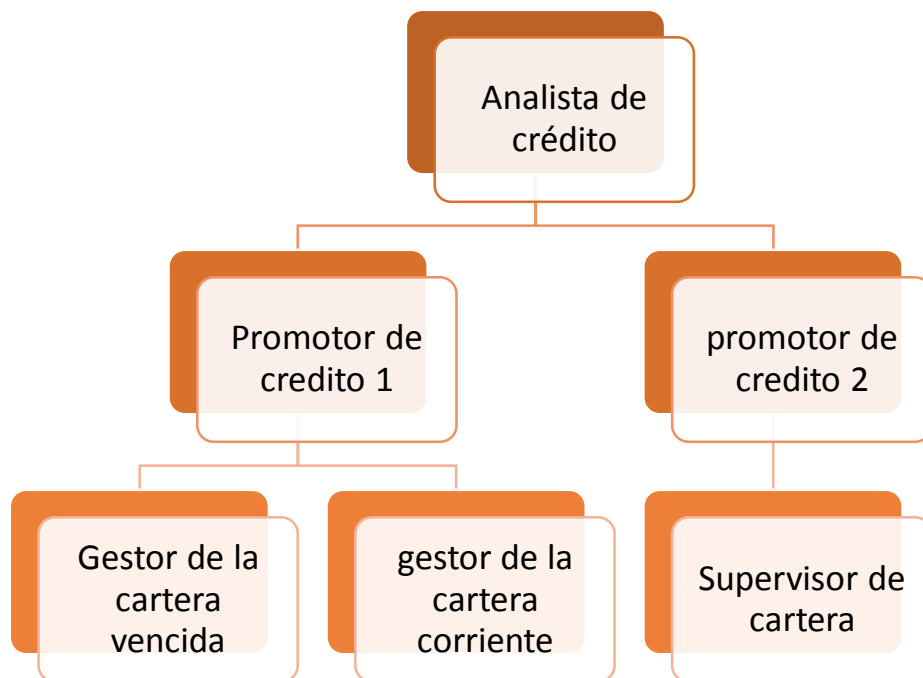 Analista de
crédito
Promotor de
credito 1
promotor de
credito 2
Gestor de la
cartera
vencida
gestor de la
cartera
corriente
Supervisor de
cartera